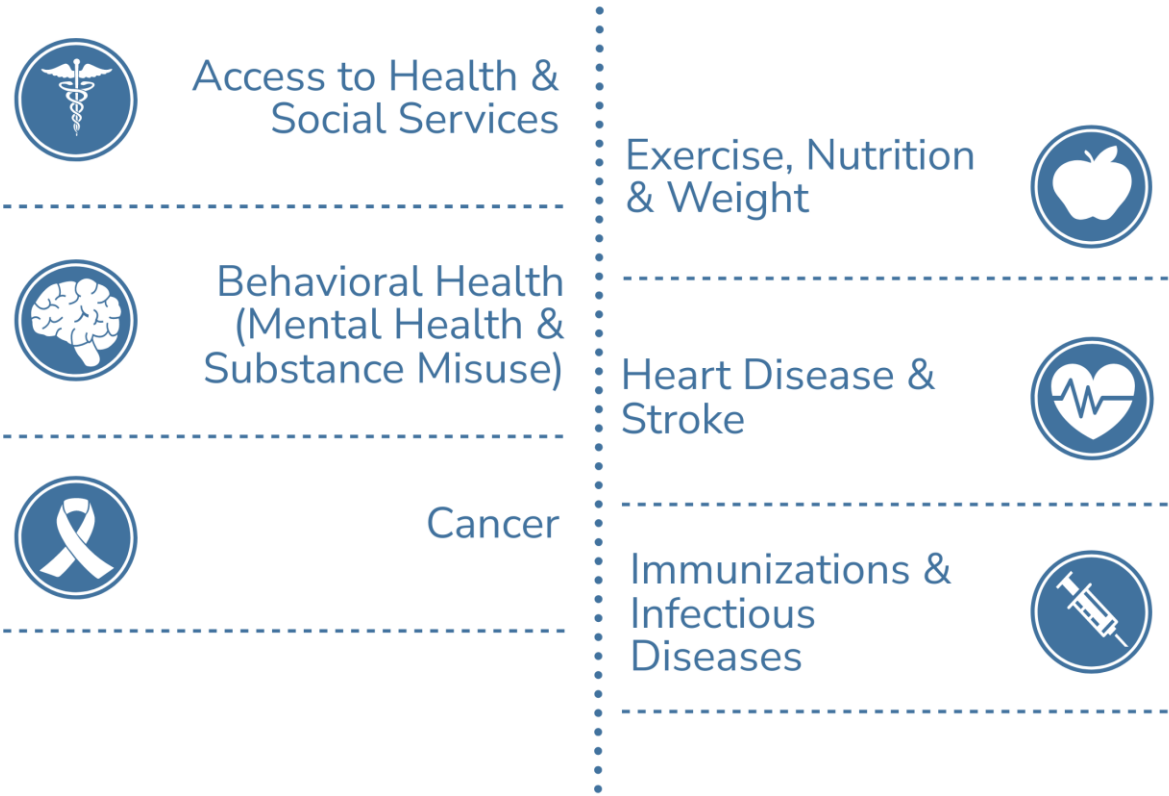 Access to Health &
Social Services
Behavioral Health
(Mental Health &
Substance Misuse)
Cancer
Exercise, Nutrition
& Weight
Heart Disease &
Stroke
Immunizations &
Infectious
Diseases